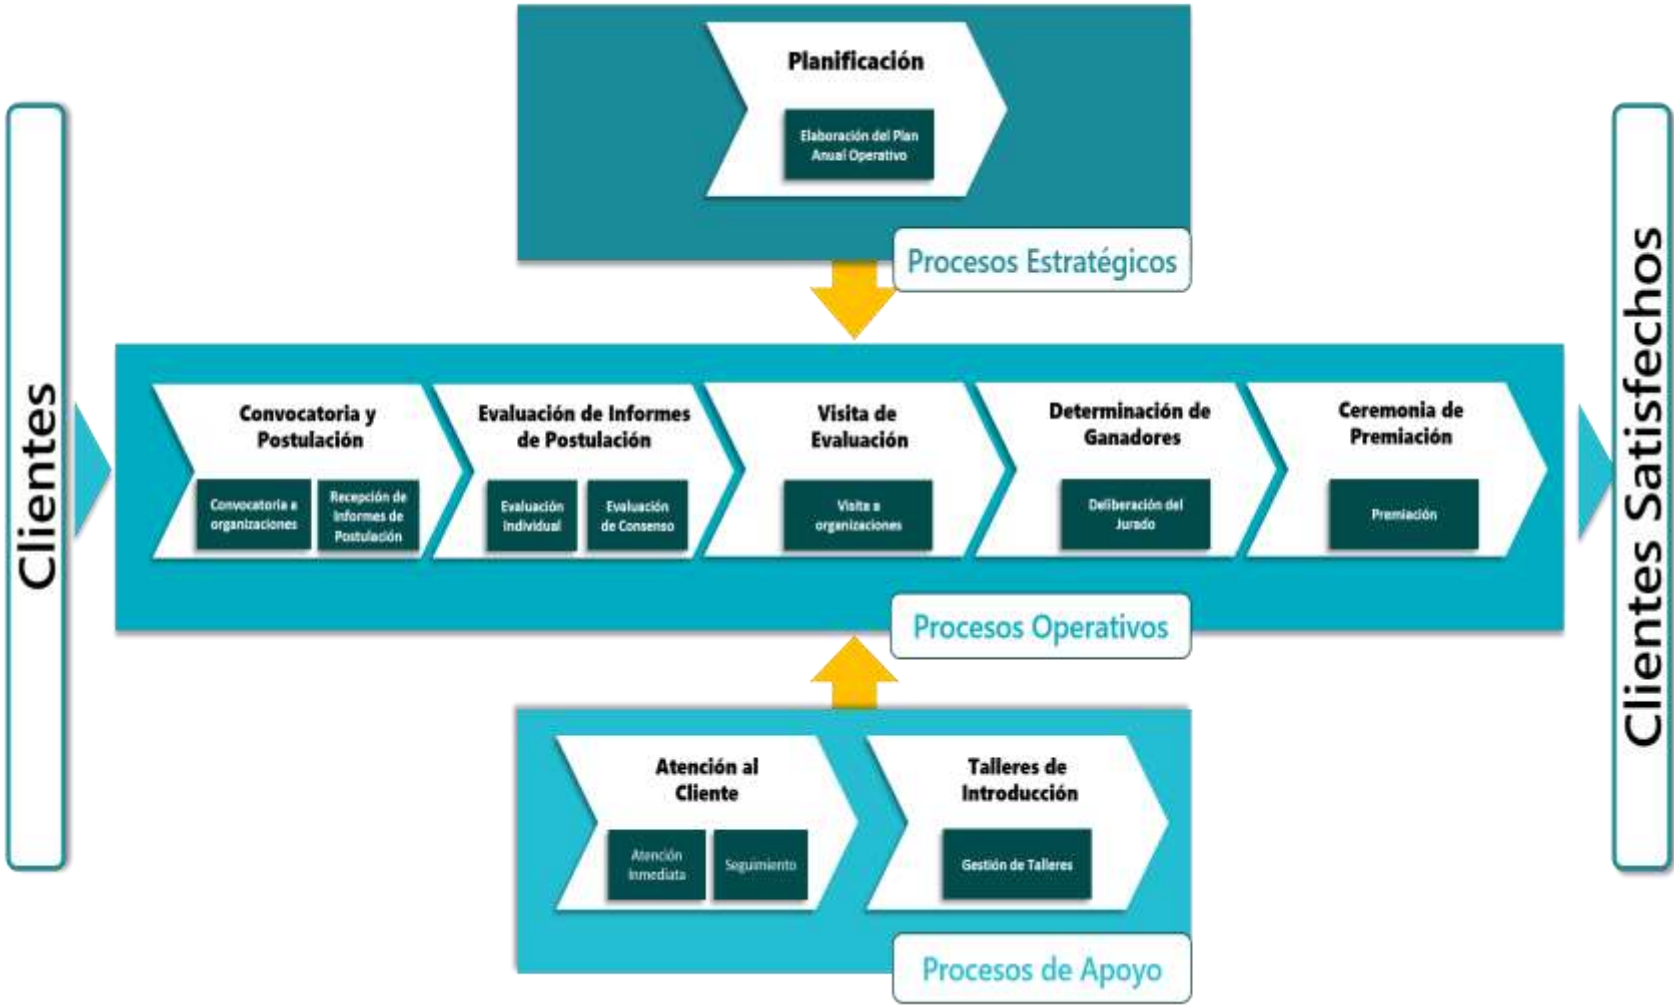 Planificación
Elaboración del Plan
Anual Operativo
Procesos Estratégicos
Clientes
Convocatoria y
Postulación
Convocatoria a
organizaciones
Recepción de
Informes de
Postulación
Evaluación de Informes
de Postulación
Evaluación
Individual
Evaluación
de Consenso
Visita de
Evaluación
Visita a
organizaciones
Determinación de
Ganadores
Deliberación del
Jurado
Ceremonia de
Premiación
Premiación
Clientes Satisfechos
Procesos Operativos
Atención al
Cliente
Atención
Inmediata
Seguimiento
Talleres de
Introducción
Gestión de Talleres
Procesos de Apoyo